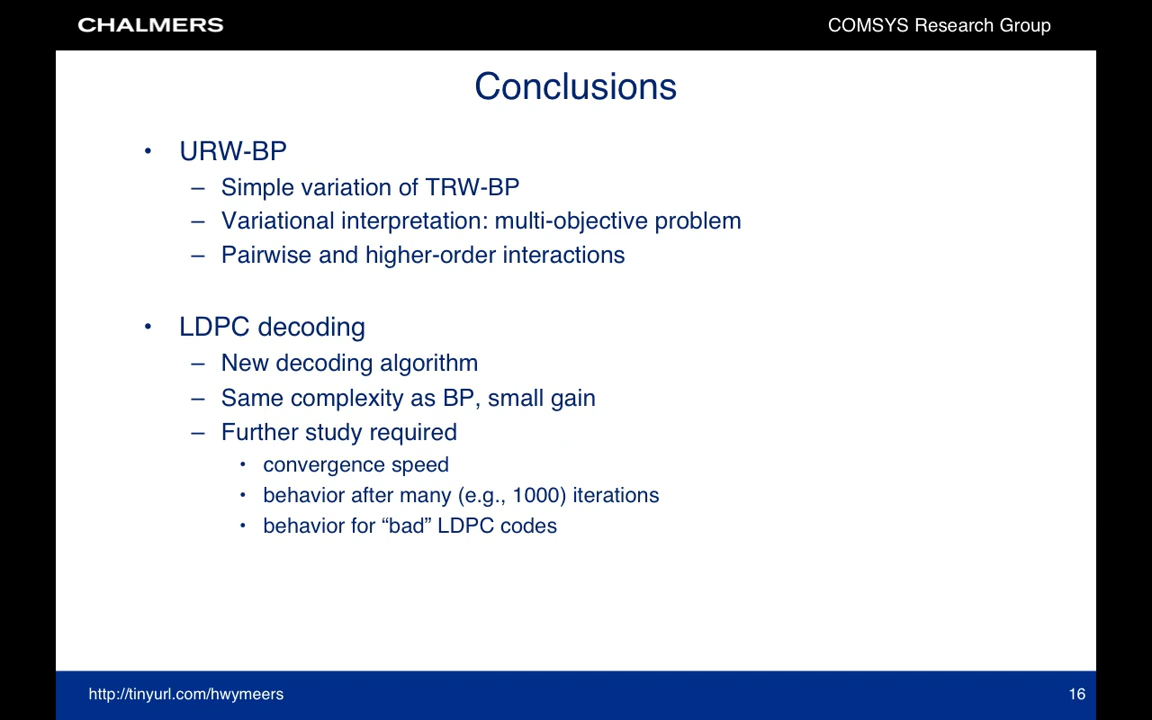 CHALMERS
COMSYS Research Group
Conclusions
• URW-BP
– Simple variation of TRW-BP
– Variational interpretation: multi-objective problem
– Pairwise and higher-order interactions
• LDPC decoding
– New decoding algorithm
– Same complexity as BP, small gain
– Further study required
• convergence speed
• behavior after many (e.g., 1000) iterations
• behavior for “bad” LDPC codes
http://tinyurl.com/hwymeers
16